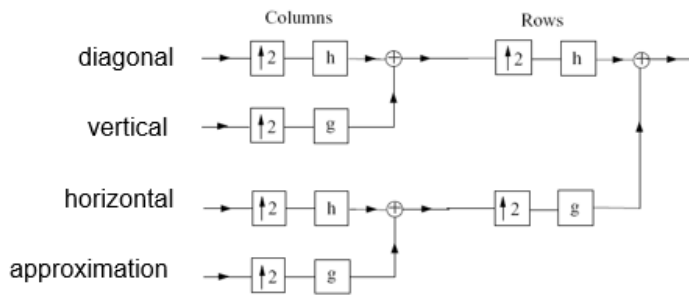 Columns Rows
diagonal ↑2 h ↑2 h
vertical ↑2 g
horizontal ↑2 h ↑2 g
approximation ↑2 g